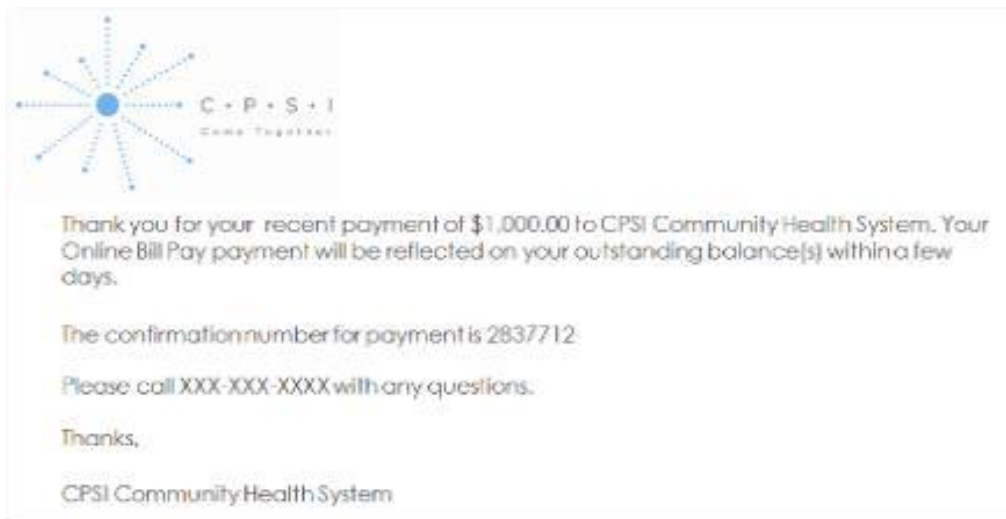 C • P • S • I
Come Together
Thank you for your recent payment of $1,000.00 to CPSI Community Health System. Your
Online Bill Pay payment will be reflected on your outstanding balance(s) within a few
days.
The confirmation number for payment is 2837712
Please call XXX-XXX-XXXX with any questions.
Thanks,
CPSI Community Health System